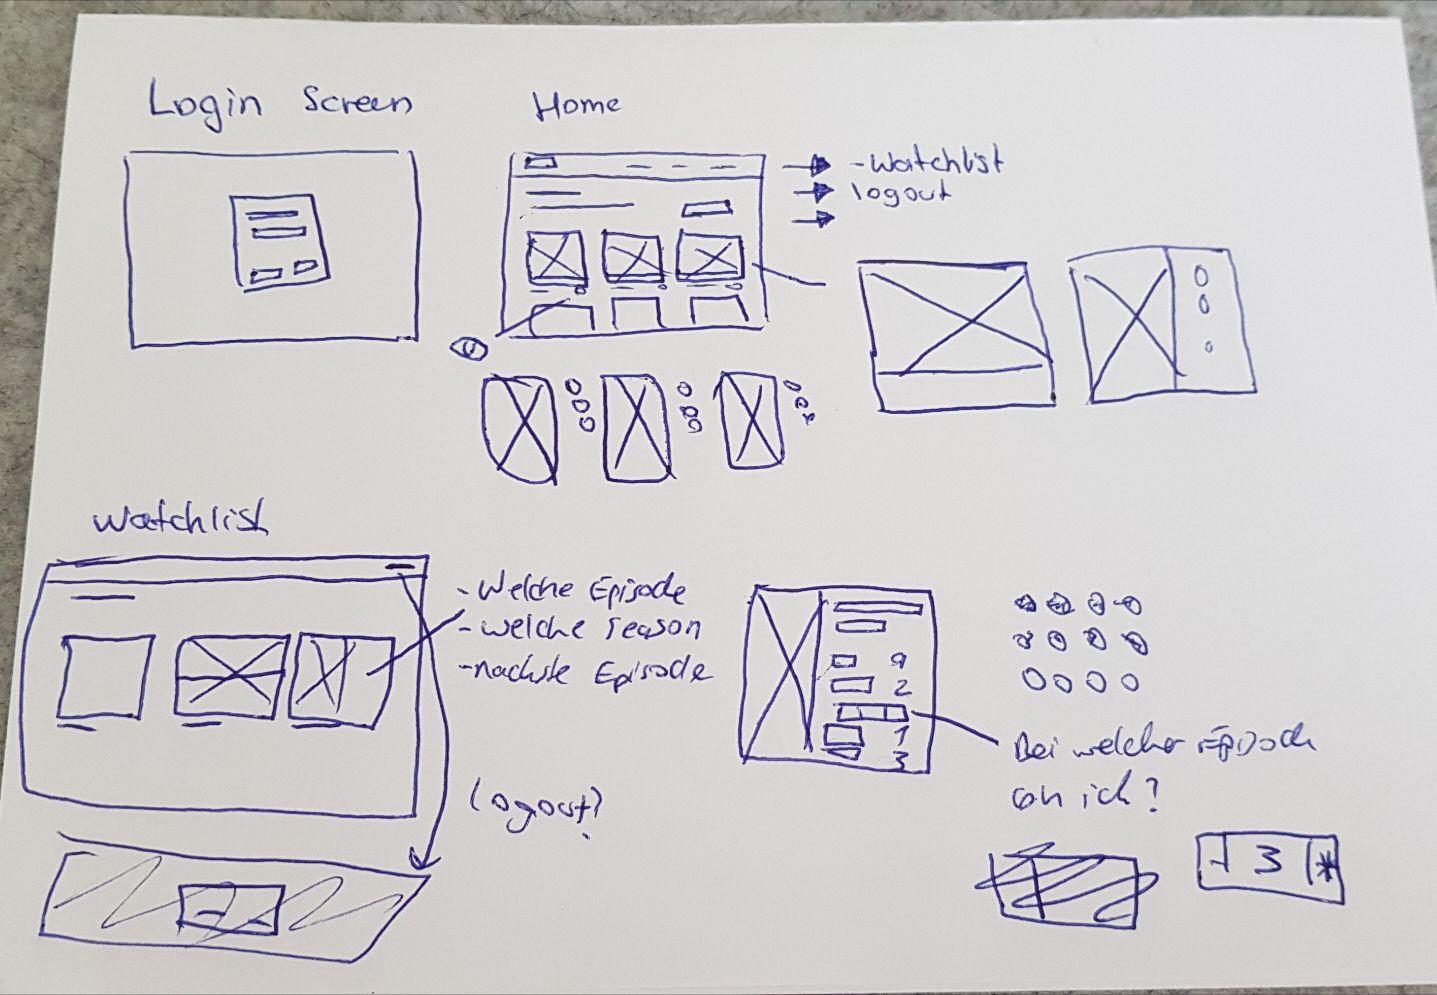 Login Screen
Home
→ -Watchlist
→ logout
→
Watchlist
- Welche Episode
- welche season
- nächste Episode
9
2
1
3
Bei welcher Episode
bin ich?
Logout?
- 3 | *